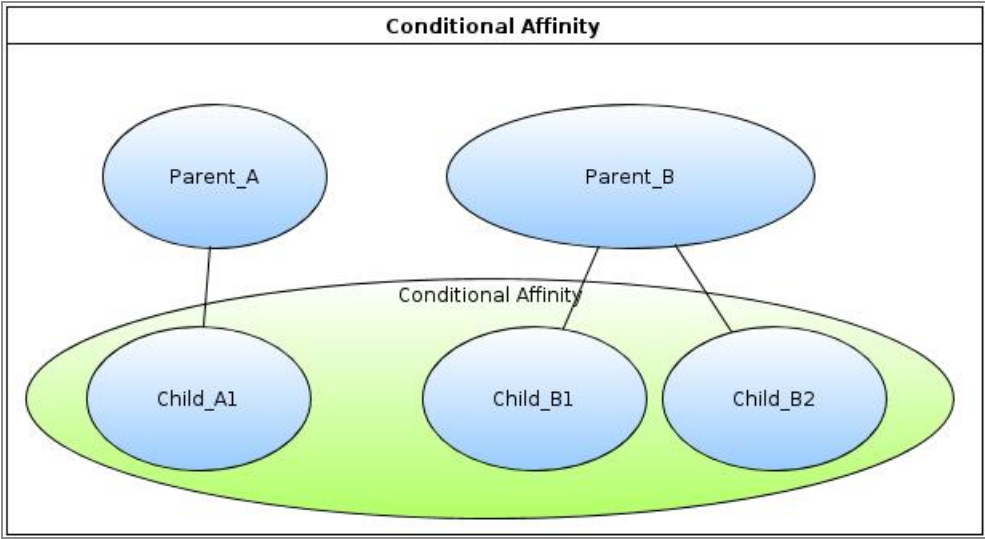 Conditional Affinity
Parent_A
Parent_B
Conditional Affinity
Child_A1
Child_B1
Child_B2